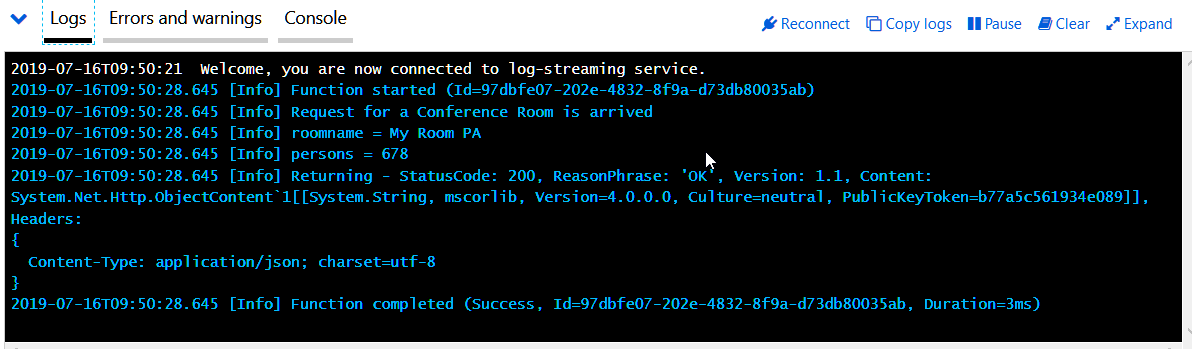 Logs Errors and warnings Console Reconnect Copy logs Pause Clear Expand
2019-07-16T09:50:21  Welcome, you are now connected to log-streaming service.
2019-07-16T09:50:28.645 [Info] Function started (Id=97dbfe07-202e-4832-8f9a-d73db80035ab)
2019-07-16T09:50:28.645 [Info] Request for a Conference Room is arrived
2019-07-16T09:50:28.645 [Info] roomname = My Room PA
2019-07-16T09:50:28.645 [Info] persons = 678
2019-07-16T09:50:28.645 [Info] Returning - StatusCode: 200, ReasonPhrase: 'OK', Version: 1.1, Content:
System.Net.Http.ObjectContent`1[[System.String, mscorlib, Version=4.0.0.0, Culture=neutral, PublicKeyToken=b77a5c561934e089]],
Headers:
{
  Content-Type: application/json; charset=utf-8
}
2019-07-16T09:50:28.645 [Info] Function completed (Success, Id=97dbfe07-202e-4832-8f9a-d73db80035ab, Duration=3ms)